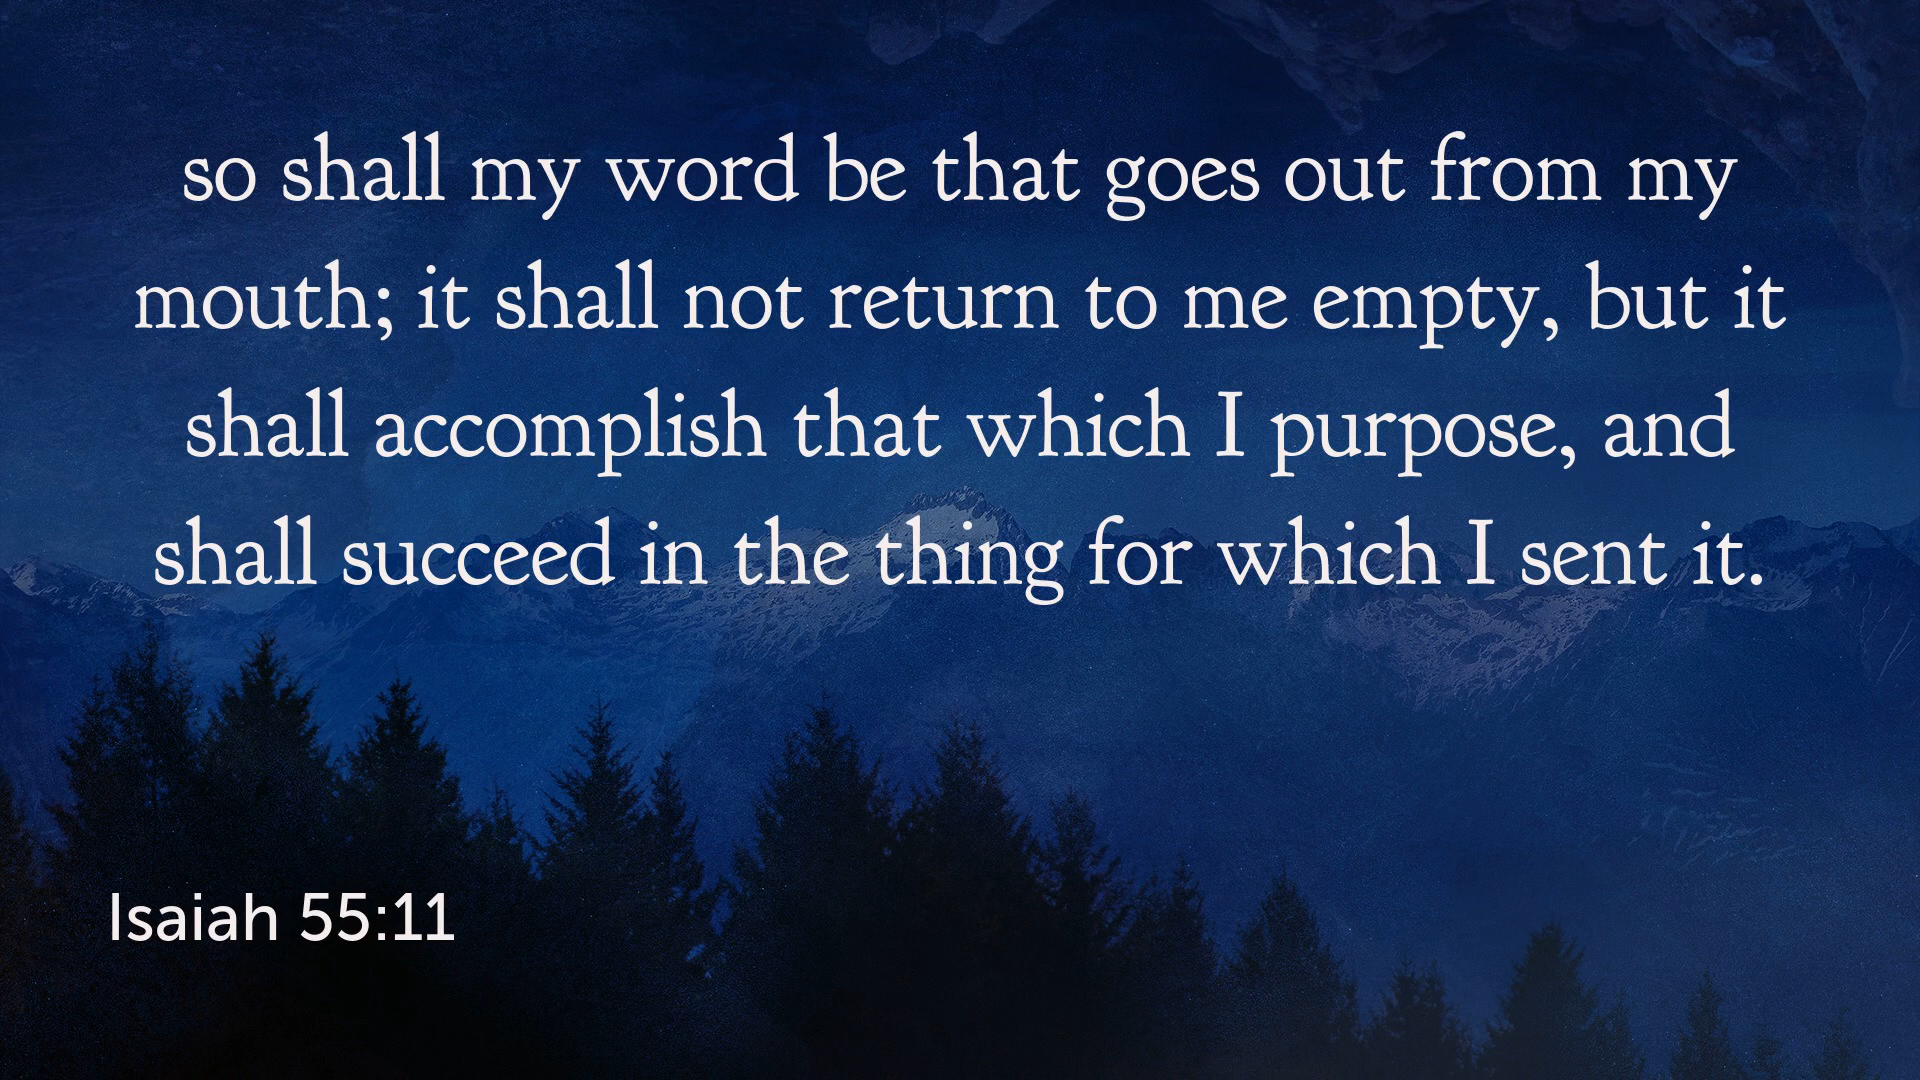 so shall my word be that goes out from my
mouth; it shall not return to me empty, but it
shall accomplish that which I purpose, and
shall succeed in the thing for which I sent it.
Isaiah 55:11